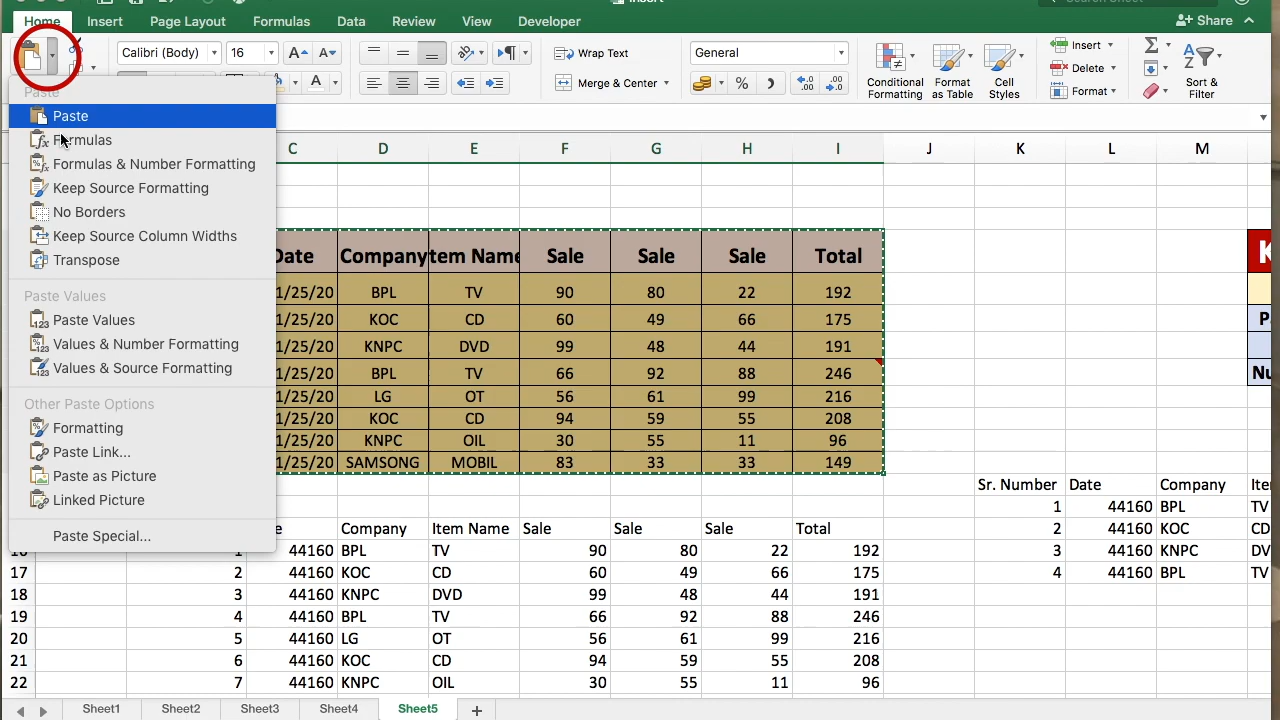 Insert
Search Sheet
Home Insert Page Layout Formulas Data Review View Developer
Share
Calibri (Body) 16 A A Wrap Text General Insert Σ
Conditional Formatting Format as Table Cell Styles Delete Sort & Filter
A Merge & Center % Format
Paste
Paste
Formulas
Formulas & Number Formatting
Keep Source Formatting
No Borders
Keep Source Column Widths
Transpose
Paste Values
Paste Values
Values & Number Formatting
Values & Source Formatting
Other Paste Options
Formatting
Paste Link...
Paste as Picture
Linked Picture
Paste Special...
C D E F G H I J K L M
Date Company Item Name Sale Sale Sale Total
1/25/20 BPL TV 90 80 22 192
1/25/20 KOC CD 60 49 66 175
1/25/20 KNPC DVD 99 48 44 191
1/25/20 BPL TV 66 92 88 246
1/25/20 LG OT 56 61 99 216
1/25/20 KOC CD 94 59 55 208
1/25/20 KNPC OIL 30 55 11 96
1/25/20 SAMSONG MOBIL 83 33 33 149
K
P
Nu
Sr. Number Date Company Ite
1 44160 BPL TV
2 44160 KOC CD
3 44160 KNPC DV
4 44160 BPL TV
e Company Item Name Sale Sale Sale Total
16 1 44160 BPL TV 90 80 22 192
17 2 44160 KOC CD 60 49 66 175
18 3 44160 KNPC DVD 99 48 44 191
19 4 44160 BPL TV 66 92 88 246
20 5 44160 LG OT 56 61 99 216
21 6 44160 KOC CD 94 59 55 208
22 7 44160 KNPC OIL 30 55 11 96
Sheet1 Sheet2 Sheet3 Sheet4 Sheet5